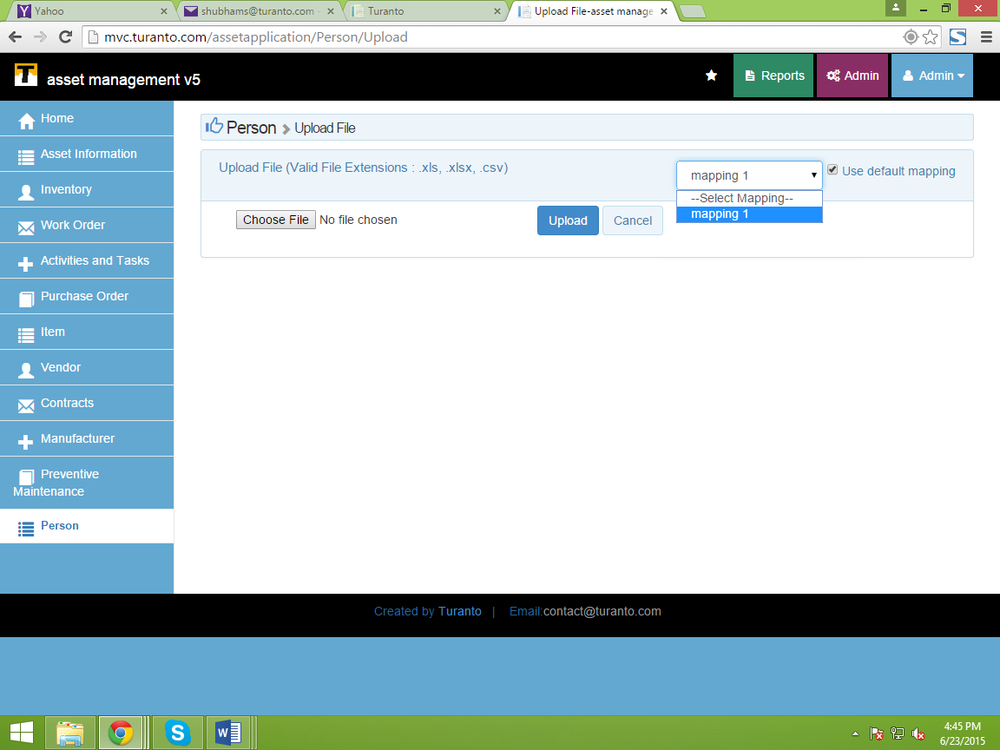 Yahoo
shubhams@turanto.com -
Turanto
Upload File-asset manage
mvc.turanto.com/assetapplication/Person/Upload
T asset management v5
Reports
Admin
Admin
Home
Asset Information
Inventory
Work Order
Activities and Tasks
Purchase Order
Item
Vendor
Contracts
Manufacturer
Preventive
Maintenance
Person
Person Upload File
Upload File (Valid File Extensions : .xls, .xlsx, .csv)
mapping 1
Use default mapping
--Select Mapping--
mapping 1
Choose File No file chosen
Upload
Cancel
Created by Turanto | Email:contact@turanto.com
4:45 PM
6/23/2015